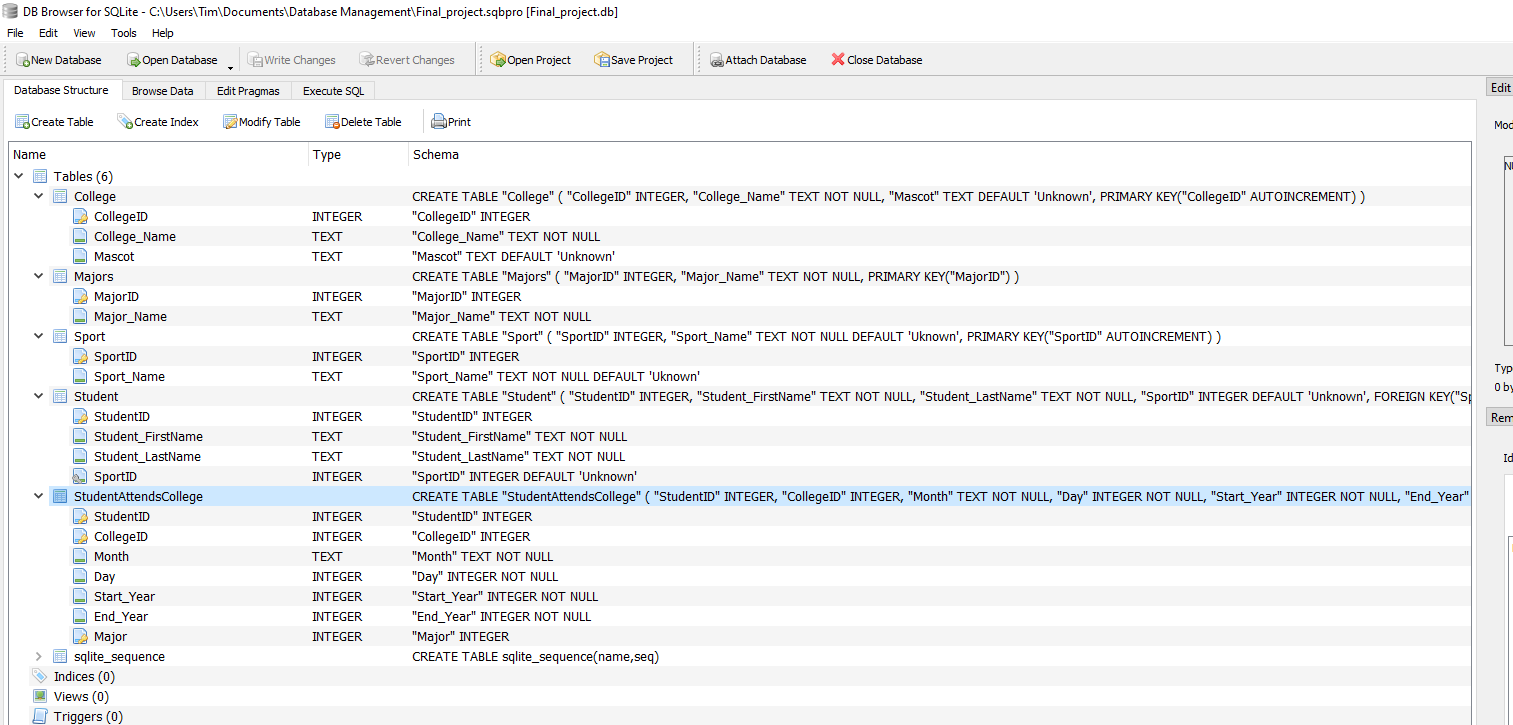 DB Browser for SQLite - C:\Users\Tim\Documents\Database Management\Final_project.sqbpro [Final_project.db]
File Edit View Tools Help
New Database Open Database Write Changes Revert Changes Open Project Save Project Attach Database Close Database
Database Structure Browse Data Edit Pragmas Execute SQL Edit
Create Table Create Index Modify Table Delete Table Print Mod
Name Type Schema
Tables (6)
College CREATE TABLE "College" ( "CollegeID" INTEGER, "College_Name" TEXT NOT NULL, "Mascot" TEXT DEFAULT 'Unknown', PRIMARY KEY("CollegeID" AUTOINCREMENT) )
CollegeID INTEGER "CollegeID" INTEGER
College_Name TEXT "College_Name" TEXT NOT NULL
Mascot TEXT "Mascot" TEXT DEFAULT 'Unknown'
Majors CREATE TABLE "Majors" ( "MajorID" INTEGER, "Major_Name" TEXT NOT NULL, PRIMARY KEY("MajorID") )
MajorID INTEGER "MajorID" INTEGER
Major_Name TEXT "Major_Name" TEXT NOT NULL
Sport CREATE TABLE "Sport" ( "SportID" INTEGER, "Sport_Name" TEXT NOT NULL DEFAULT 'Uknown', PRIMARY KEY("SportID" AUTOINCREMENT) )
SportID INTEGER "SportID" INTEGER
Sport_Name TEXT "Sport_Name" TEXT NOT NULL DEFAULT 'Uknown'
Student CREATE TABLE "Student" ( "StudentID" INTEGER, "Student_FirstName" TEXT NOT NULL, "Student_LastName" TEXT NOT NULL, "SportID" INTEGER DEFAULT 'Unknown', FOREIGN KEY("Sp
StudentID INTEGER "StudentID" INTEGER
Student_FirstName TEXT "Student_FirstName" TEXT NOT NULL
Student_LastName TEXT "Student_LastName" TEXT NOT NULL
SportID INTEGER "SportID" INTEGER DEFAULT 'Unknown'
StudentAttendsCollege CREATE TABLE "StudentAttendsCollege" ( "StudentID" INTEGER, "CollegeID" INTEGER, "Month" TEXT NOT NULL, "Day" INTEGER NOT NULL, "Start_Year" INTEGER NOT NULL, "End_Year"
StudentID INTEGER "StudentID" INTEGER
CollegeID INTEGER "CollegeID" INTEGER
Month TEXT "Month" TEXT NOT NULL
Day INTEGER "Day" INTEGER NOT NULL
Start_Year INTEGER "Start_Year" INTEGER NOT NULL
End_Year INTEGER "End_Year" INTEGER NOT NULL
Major INTEGER "Major" INTEGER
sqlite_sequence CREATE TABLE sqlite_sequence(name,seq)
Indices (0)
Views (0)
Triggers (0)
Typ
0 by
Rem
Id